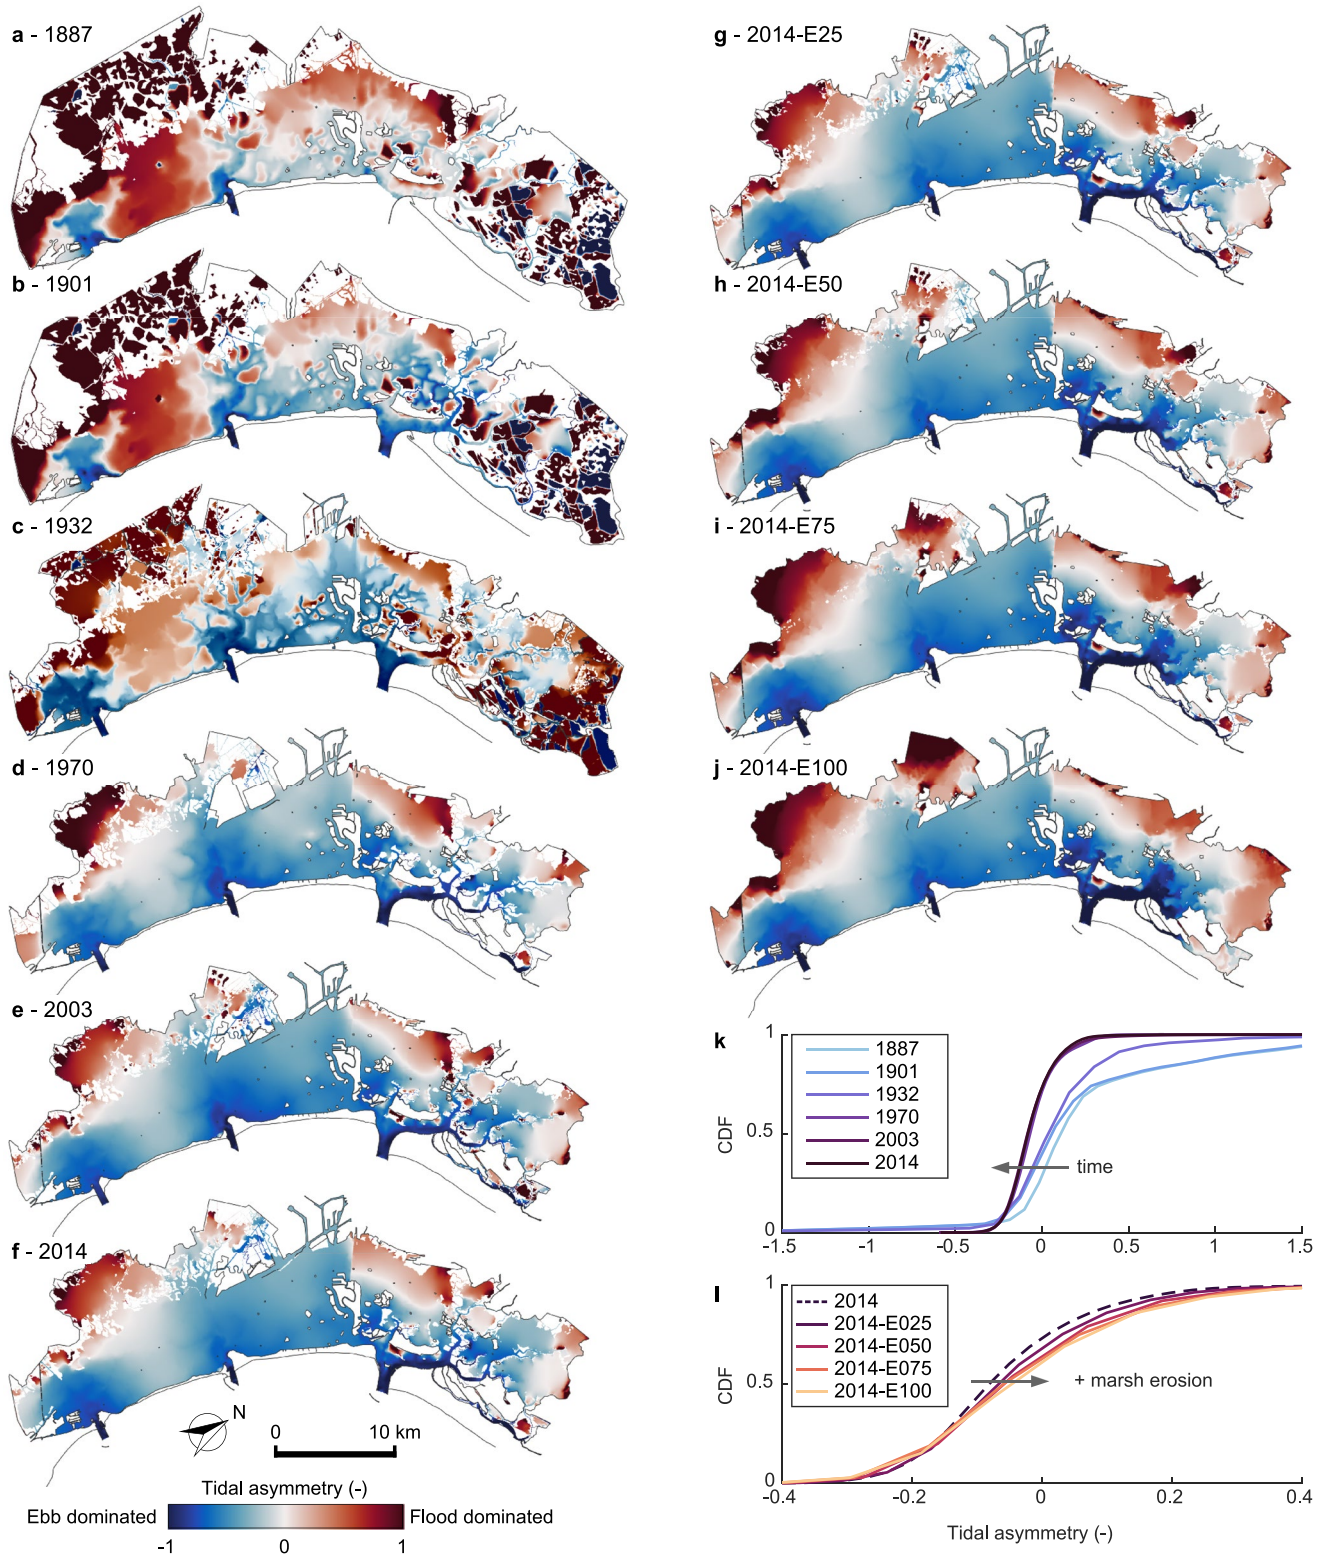 a - 1887
b - 1901
c - 1932
d - 1970
e - 2003
f - 2014
N
0 10 km
Tidal asymmetry (-)
Ebb dominated Flood dominated
-1 0 1
g - 2014-E25
h - 2014-E50
i - 2014-E75
j - 2014-E100
k
1
0.5
0
CDF
1887
1901
1932
1970
2003
2014
time
-1.5 -1 -0.5 0 0.5 1 1.5
l
1
0.5
0
CDF
2014
2014-E025
2014-E050
2014-E075
2014-E100
+ marsh erosion
-0.4 -0.2 0 0.2 0.4
Tidal asymmetry (-)